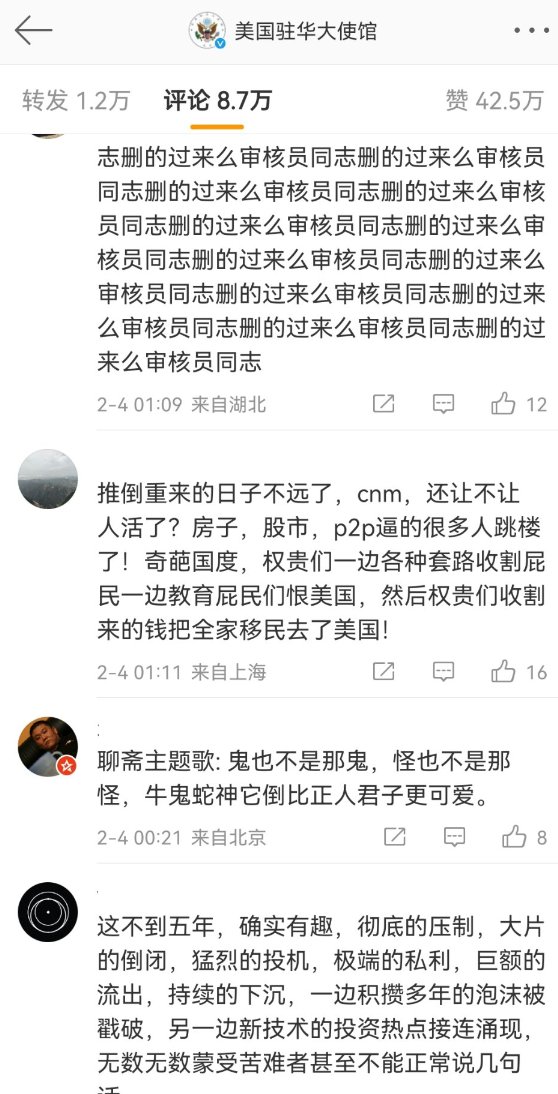 美国驻华大使馆
转发 1.2万 评论 8.7万 赞 42.5万
志删的过来么审核员同志删的过来么审核员
同志删的过来么审核员同志删的过来么审核
员同志删的过来么审核员同志删的过来么审
核员同志删的过来么审核员同志删的过来么
审核员同志删的过来么审核员同志删的过来
么审核员同志删的过来么审核员同志删的过
来么审核员同志
2-4 01:09 来自湖北 12
推倒重来的日子不远了，cnm，还让不让
人活了？房子，股市，p2p逼的很多人跳楼
了！奇葩国度，权贵们一边各种套路收割屁
民一边教育屁民们恨美国，然后权贵们收割
来的钱把全家移民去了美国！
2-4 01:11 来自上海 16
聊斋主题歌: 鬼也不是那鬼，怪也不是那
怪，牛鬼蛇神它倒比正人君子更可爱。
2-4 00:21 来自北京 8
这不到五年，确实有趣，彻底的压制，大片
的倒闭，猛烈的投机，极端的私利，巨额的
流出，持续的下沉，一边积攒多年的泡沫被
戳破，另一边新技术的投资热点接连涌现，
无数无数蒙受苦难者甚至不能正常说几句